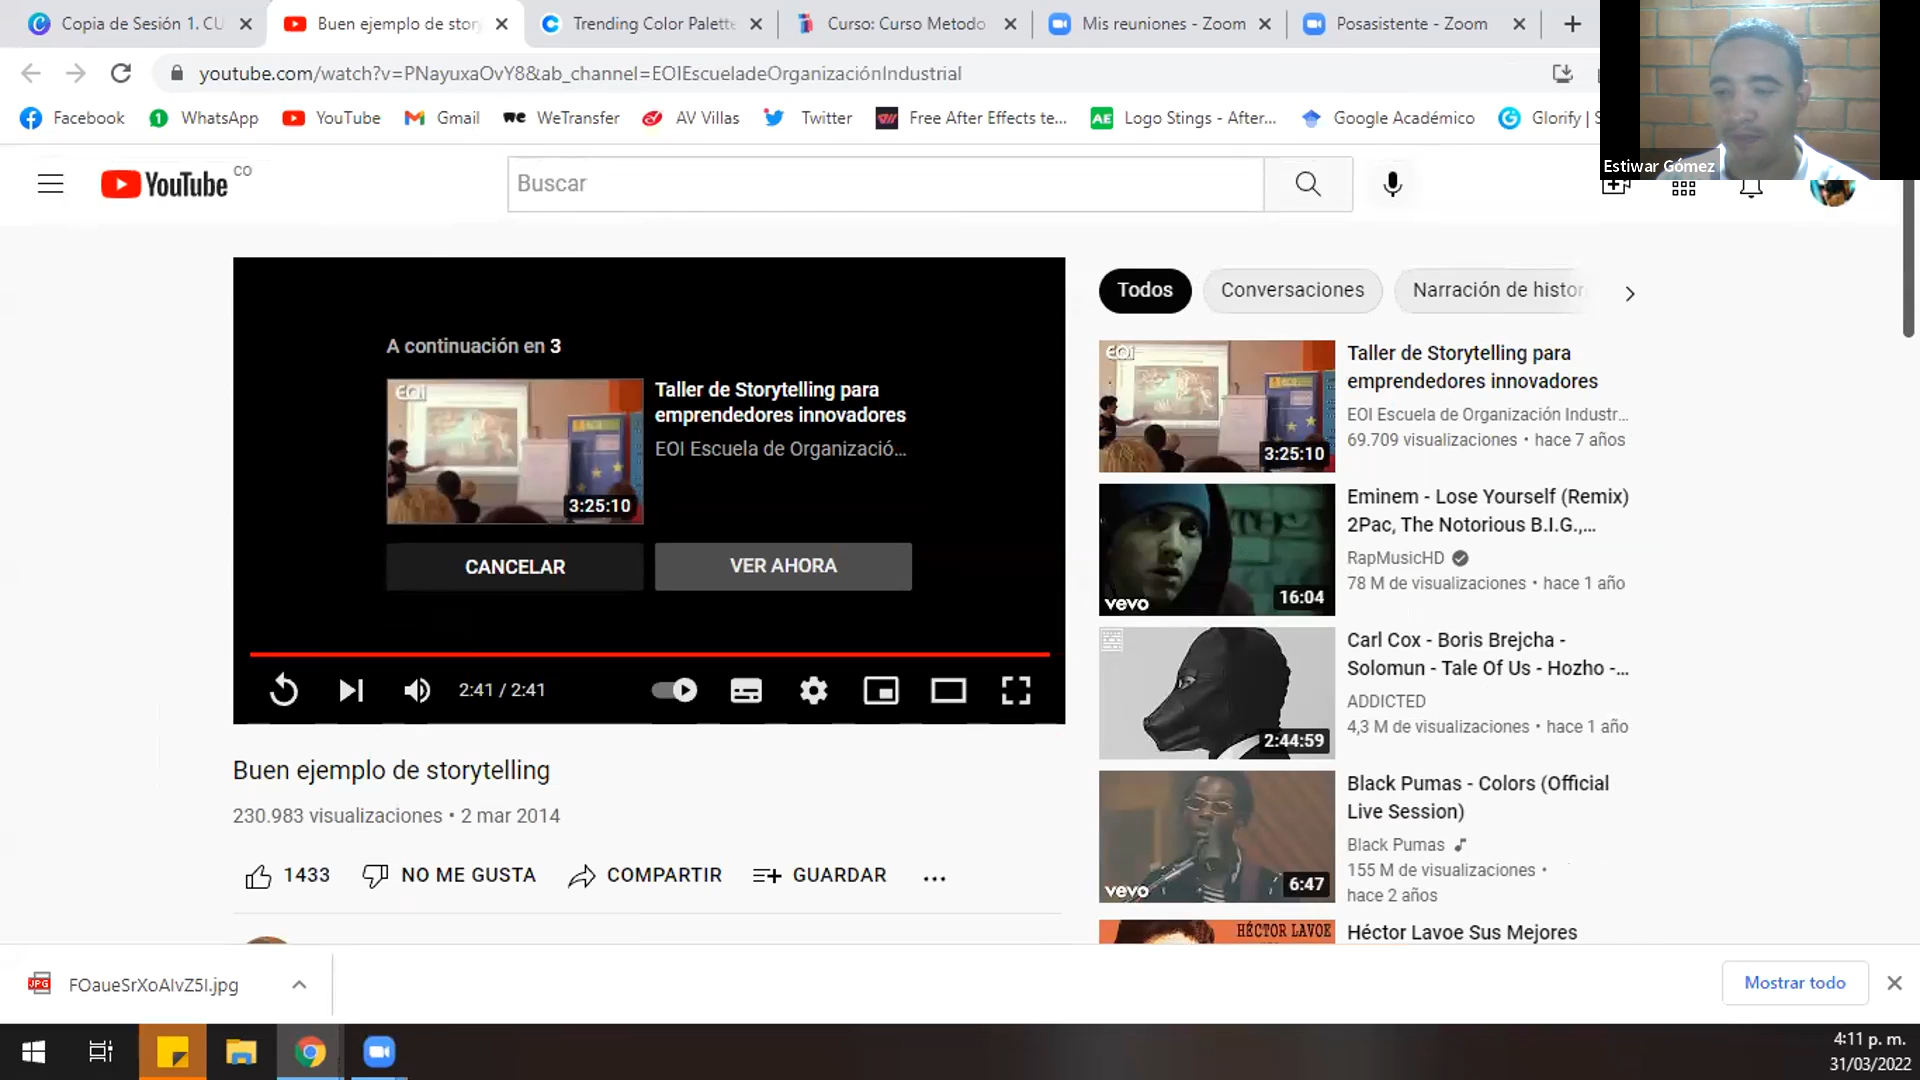 Copia de Sesión 1. CU
Buen ejemplo de story
Trending Color Palette
Curso: Curso Metodo
Mis reuniones - Zoom
Posasistente - Zoom
youtube.com/watch?v=PNayuxaOvY8&ab_channel=EOIEscueladeOrganizaciónIndustrial
Facebook
WhatsApp
YouTube
Gmail
WeTransfer
AV Villas
Twitter
Free After Effects te...
Logo Stings - After...
Google Académico
Glorify | S
Estiwar Gómez
YouTube CO
Buscar
A continuación en 3
EOI
3:25:10
Taller de Storytelling para
emprendedores innovadores
EOI Escuela de Organizació...
CANCELAR
VER AHORA
2:41 / 2:41
Buen ejemplo de storytelling
230.983 visualizaciones • 2 mar 2014
1433
NO ME GUSTA
COMPARTIR
GUARDAR
Todos
Conversaciones
Narración de histor
EOI
3:25:10
Taller de Storytelling para
emprendedores innovadores
EOI Escuela de Organización Industr...
69.709 visualizaciones • hace 7 años
vevo
16:04
Eminem - Lose Yourself (Remix)
2Pac, The Notorious B.I.G.,...
RapMusicHD
78 M de visualizaciones • hace 1 año
2:44:59
Carl Cox - Boris Brejcha -
Solomun - Tale Of Us - Hozho -...
ADDICTED
4,3 M de visualizaciones • hace 1 año
vevo
6:47
Black Pumas - Colors (Official
Live Session)
Black Pumas
155 M de visualizaciones •
hace 2 años
HÉCTOR LAVOE
Héctor Lavoe Sus Mejores
JPG
FOaueSrXoAIvZ5I.jpg
Mostrar todo
4:11 p. m.
31/03/2022